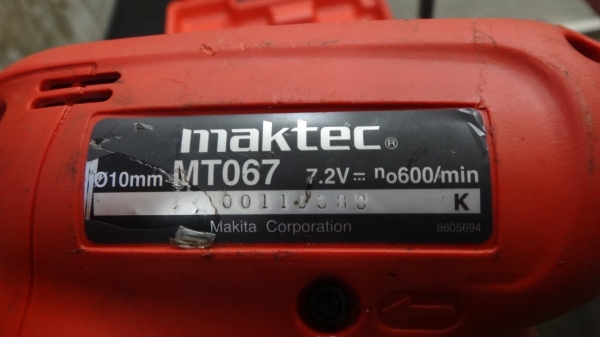 maktec®
Ø10mm MT067 7.2V⎓ n₀600/min
K
Makita Corporation 8605694